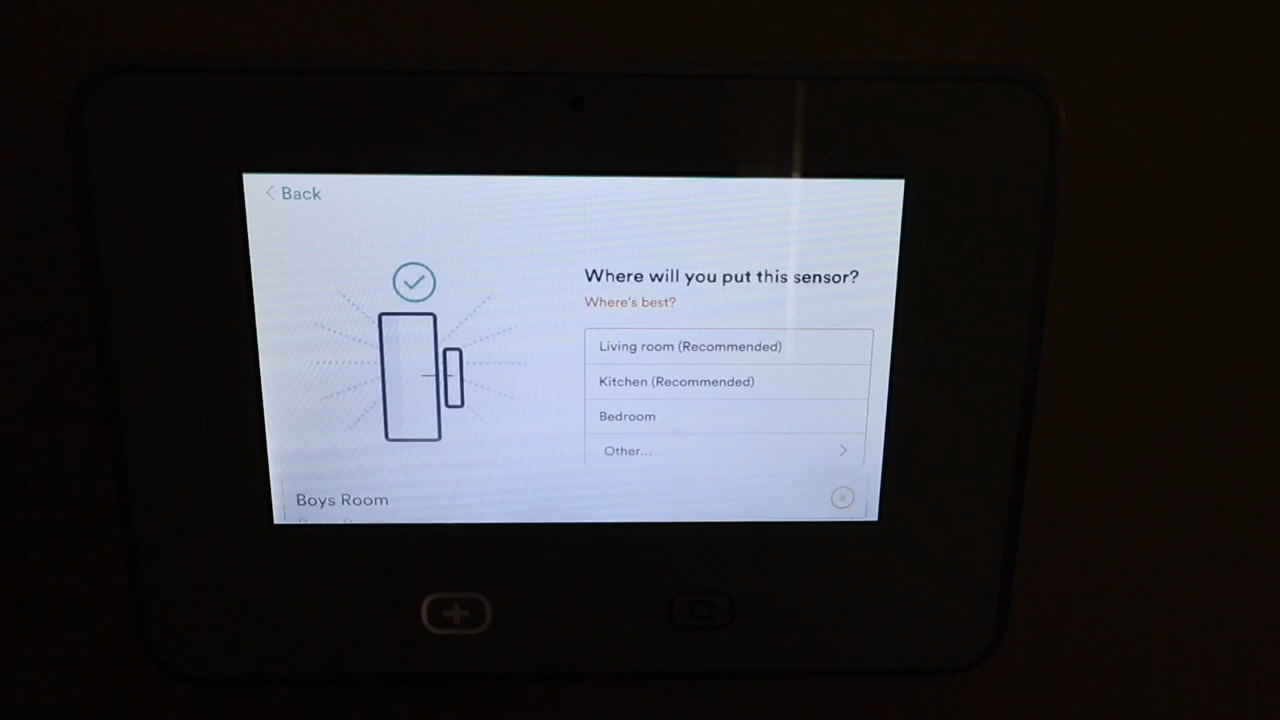 Back
Where will you put this sensor?
Where's best?
Living room (Recommended)
Kitchen (Recommended)
Bedroom
Other...
Boys Room